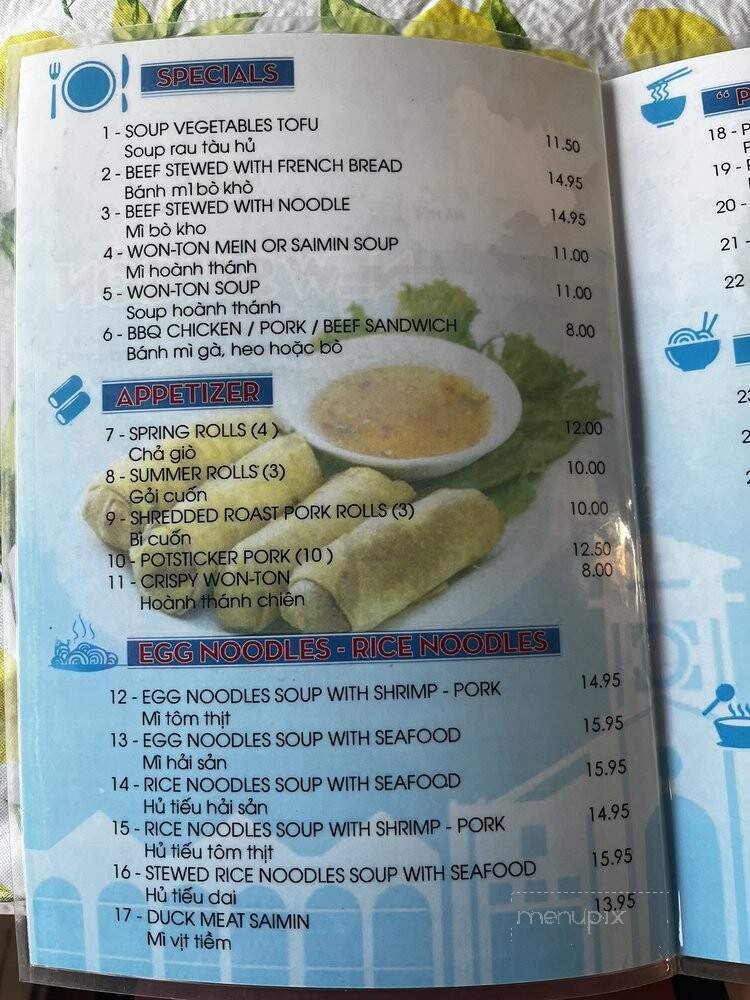 SPECIALS
1 - SOUP VEGETABLES TOFU 11.50
Soup rau tàu hủ
2 - BEEF STEWED WITH FRENCH BREAD 14.95
Bánh m1 bò khò
3 - BEEF STEWED WITH NOODLE 14.95
Mì bò kho
4 - WON-TON MEIN OR SAIMIN SOUP 11.00
Mì hoành thánh
5 - WON-TON SOUP 11.00
Soup hoành thánh
6 - BBQ CHICKEN / PORK / BEEF SANDWICH 8.00
Bánh mì gà, heo hoặc bò
APPETIZER
7 - SPRING ROLLS (4) 12.00
Chả giò
8 - SUMMER ROLLS (3) 10.00
Gỏi cuốn
9 - SHREDDED ROAST PORK ROLLS (3) 10.00
Bì cuốn
10 - POTSTICKER PORK (10) 12.50
11 - CRISPY WON-TON 8.00
Hoành thánh chiên
EGG NOODLES - RICE NOODLES
12 - EGG NOODLES SOUP WITH SHRIMP - PORK 14.95
Mì tôm thịt
13 - EGG NOODLES SOUP WITH SEAFOOD 15.95
Mì hải sản
14 - RICE NOODLES SOUP WITH SEAFOOD 15.95
Hủ tiếu hải sản
15 - RICE NOODLES SOUP WITH SHRIMP - PORK 14.95
Hủ tiếu tôm thịt
16 - STEWED RICE NOODLES SOUP WITH SEAFOOD 15.95
Hủ tiếu dai
17 - DUCK MEAT SAIMIN 13.95
Mì vịt tiềm
menupix
18 -
19 -
20 -
21 -
22
23